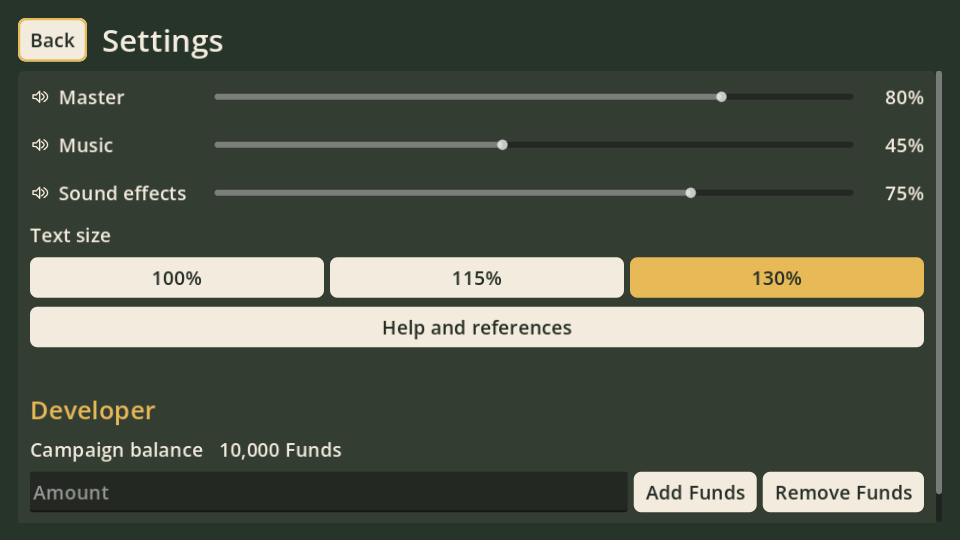 Back Settings
Master 80%
Music 45%
Sound effects 75%
Text size
100% 115% 130%
Help and references
Developer
Campaign balance 10,000 Funds
Amount Add Funds Remove Funds